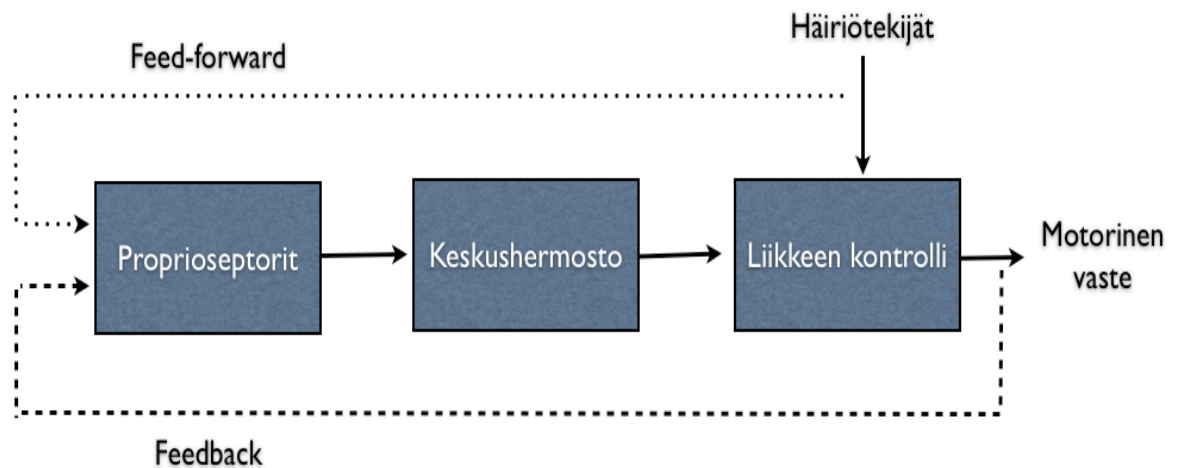 Häiriötekijät
Feed-forward
Proprioseptorit
Keskushermosto
Liikkeen kontrolli
Motorinen
vaste
Feedback